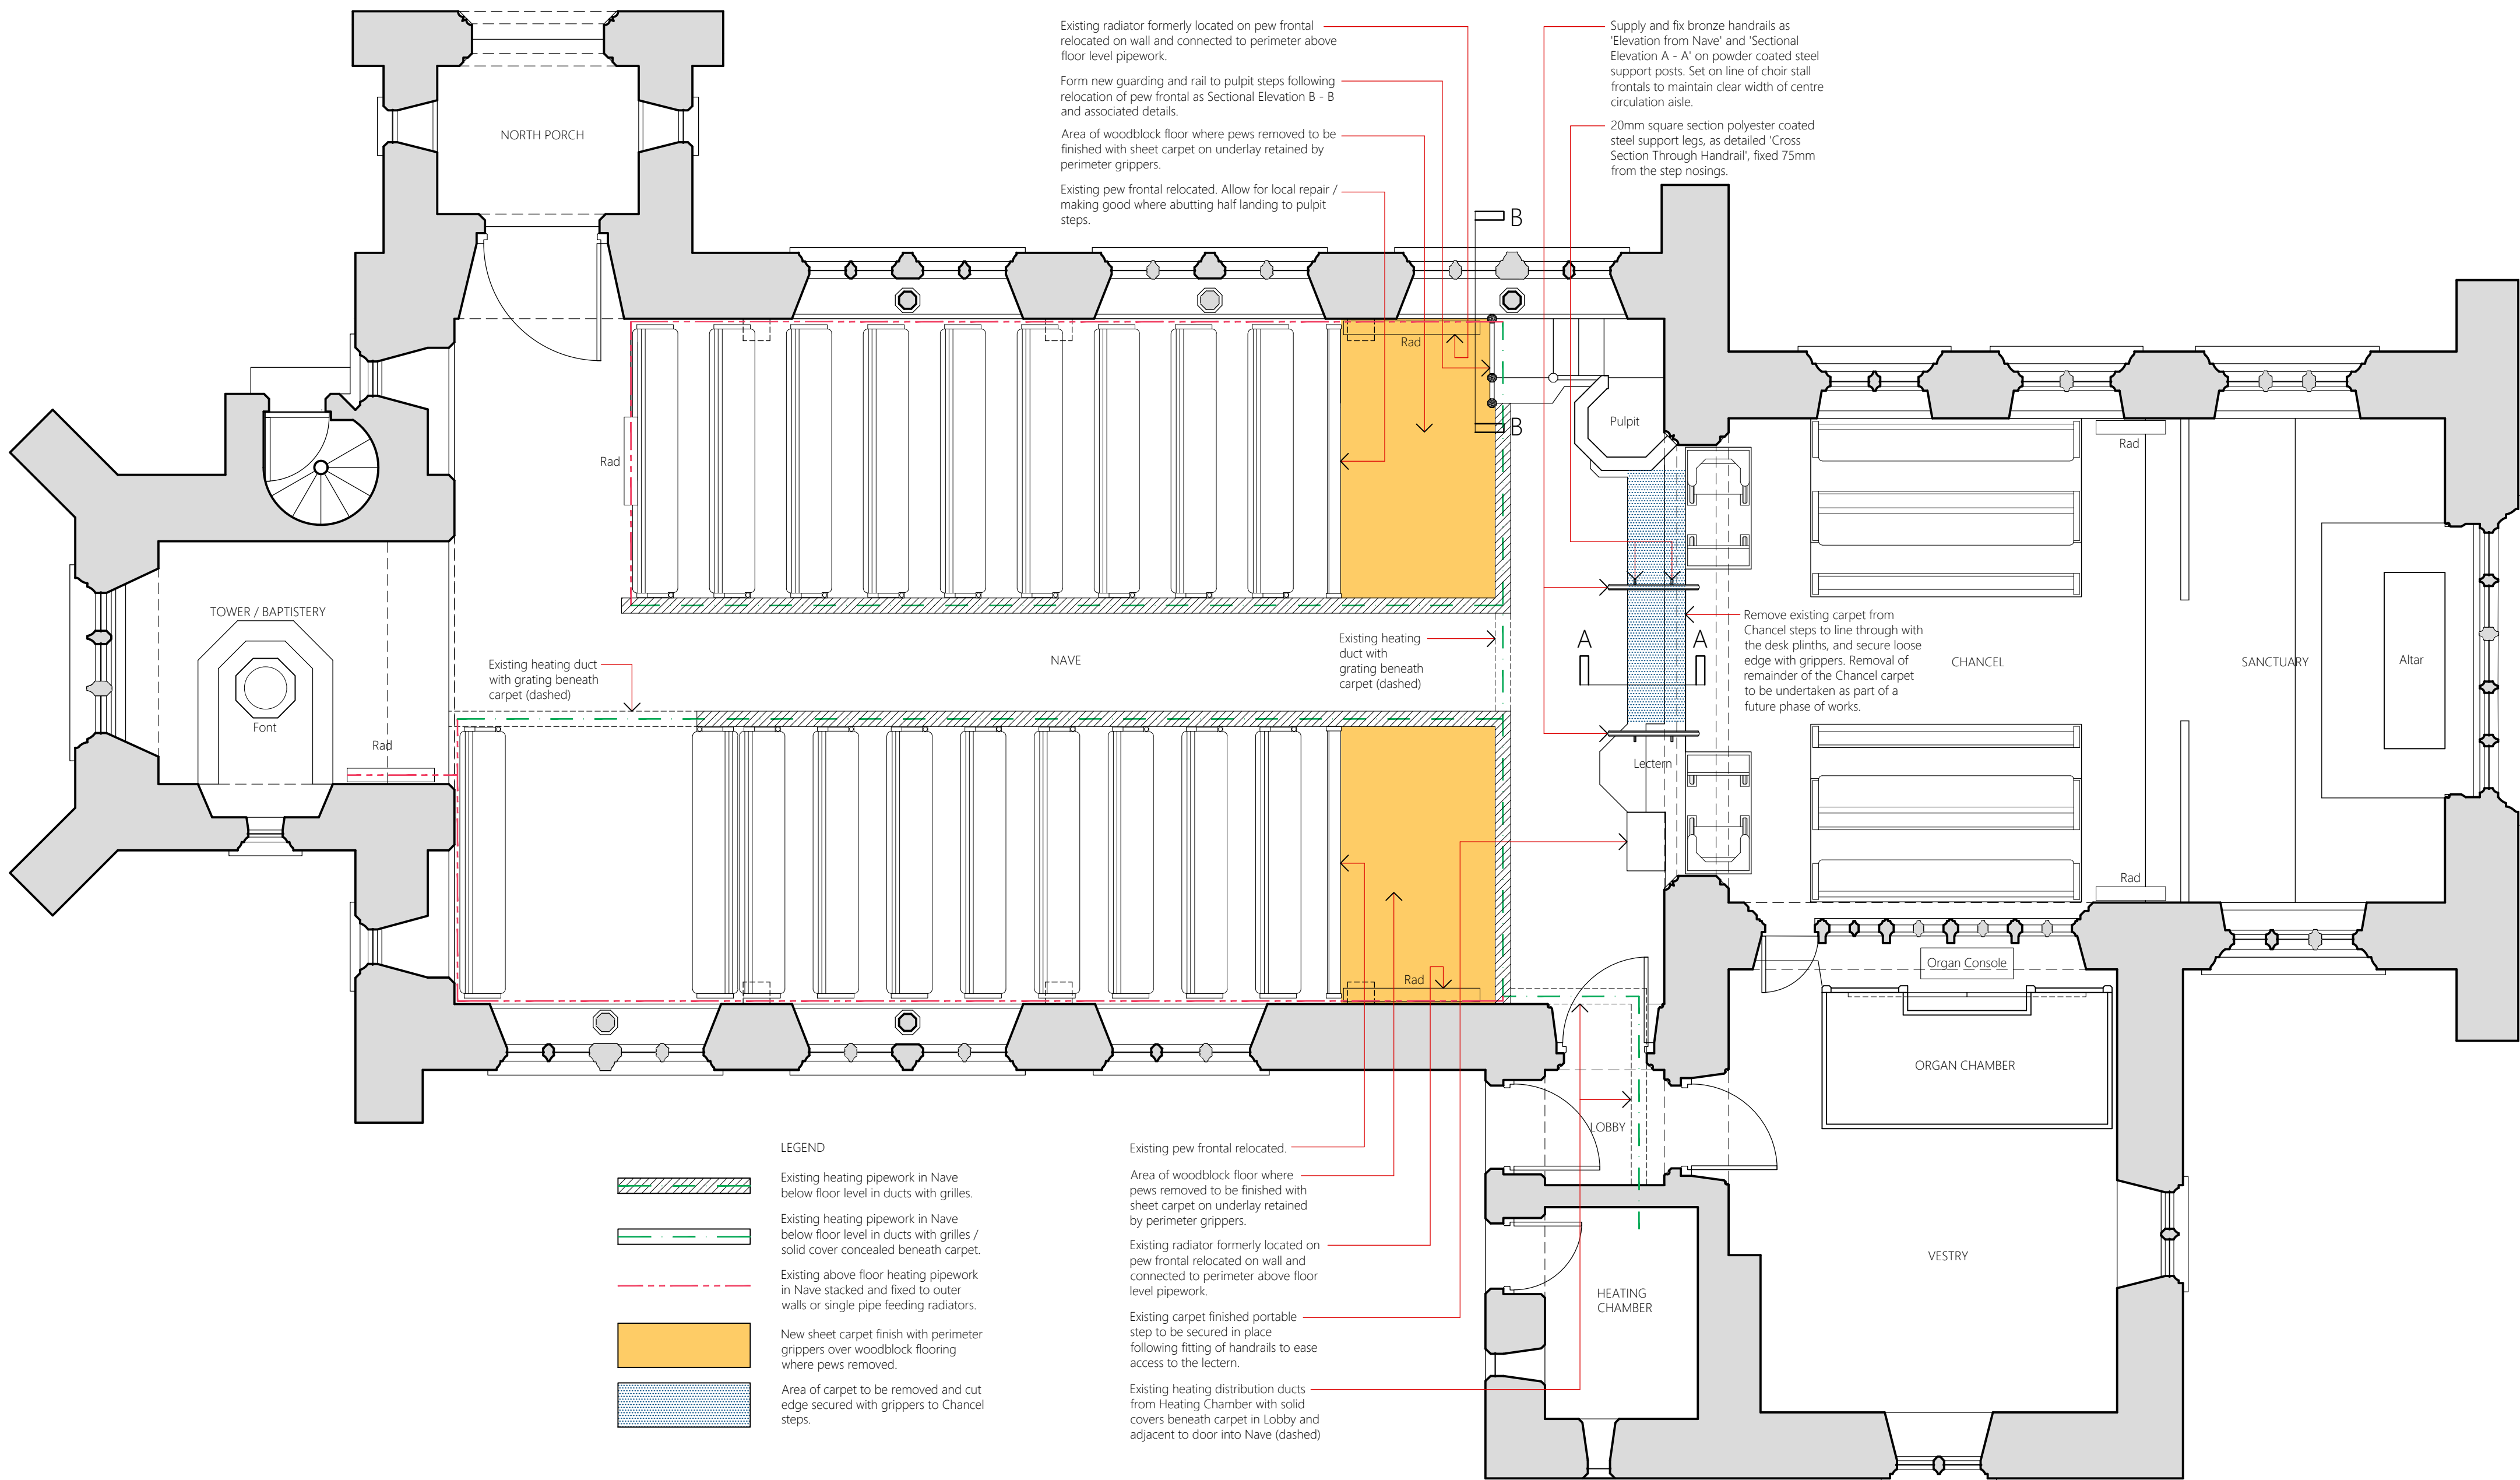 Existing radiator formerly located on pew frontal
relocated on wall and connected to perimeter above
floor level pipework.
Form new guarding and rail to pulpit steps following
relocation of pew frontal as Sectional Elevation B - B
and associated details.
Area of woodblock floor where pews removed to be
finished with sheet carpet on underlay retained by
perimeter grippers.
Existing pew frontal relocated. Allow for local repair /
making good where abutting half landing to pulpit
steps.
Supply and fix bronze handrails as
'Elevation from Nave' and 'Sectional
Elevation A - A' on powder coated steel
support posts. Set on line of choir stall
frontals to maintain clear width of centre
circulation aisle.
20mm square section polyester coated
steel support legs, as detailed 'Cross
Section Through Handrail', fixed 75mm
from the step nosings.
NORTH PORCH
B
Rad
B
Pulpit
Rad
Rad
TOWER / BAPTISTERY
Font
Rad
Existing heating duct
with grating beneath
carpet (dashed)
NAVE
Existing heating
duct with
grating beneath
carpet (dashed)
A
A
Remove existing carpet from
Chancel steps to line through with
the desk plinths, and secure loose
edge with grippers. Removal of
remainder of the Chancel carpet
to be undertaken as part of a
future phase of works.
CHANCEL
SANCTUARY
Altar
Lectern
Rad
Rad
Organ Console
ORGAN CHAMBER
LOBBY
VESTRY
HEATING
CHAMBER
LEGEND
Existing heating pipework in Nave
below floor level in ducts with grilles.
Existing heating pipework in Nave
below floor level in ducts with grilles /
solid cover concealed beneath carpet.
Existing above floor heating pipework
in Nave stacked and fixed to outer
walls or single pipe feeding radiators.
New sheet carpet finish with perimeter
grippers over woodblock flooring
where pews removed.
Area of carpet to be removed and cut
edge secured with grippers to Chancel
steps.
Existing pew frontal relocated.
Area of woodblock floor where
pews removed to be finished with
sheet carpet on underlay retained
by perimeter grippers.
Existing radiator formerly located on
pew frontal relocated on wall and
connected to perimeter above floor
level pipework.
Existing carpet finished portable
step to be secured in place
following fitting of handrails to ease
access to the lectern.
Existing heating distribution ducts
from Heating Chamber with solid
covers beneath carpet in Lobby and
adjacent to door into Nave (dashed)